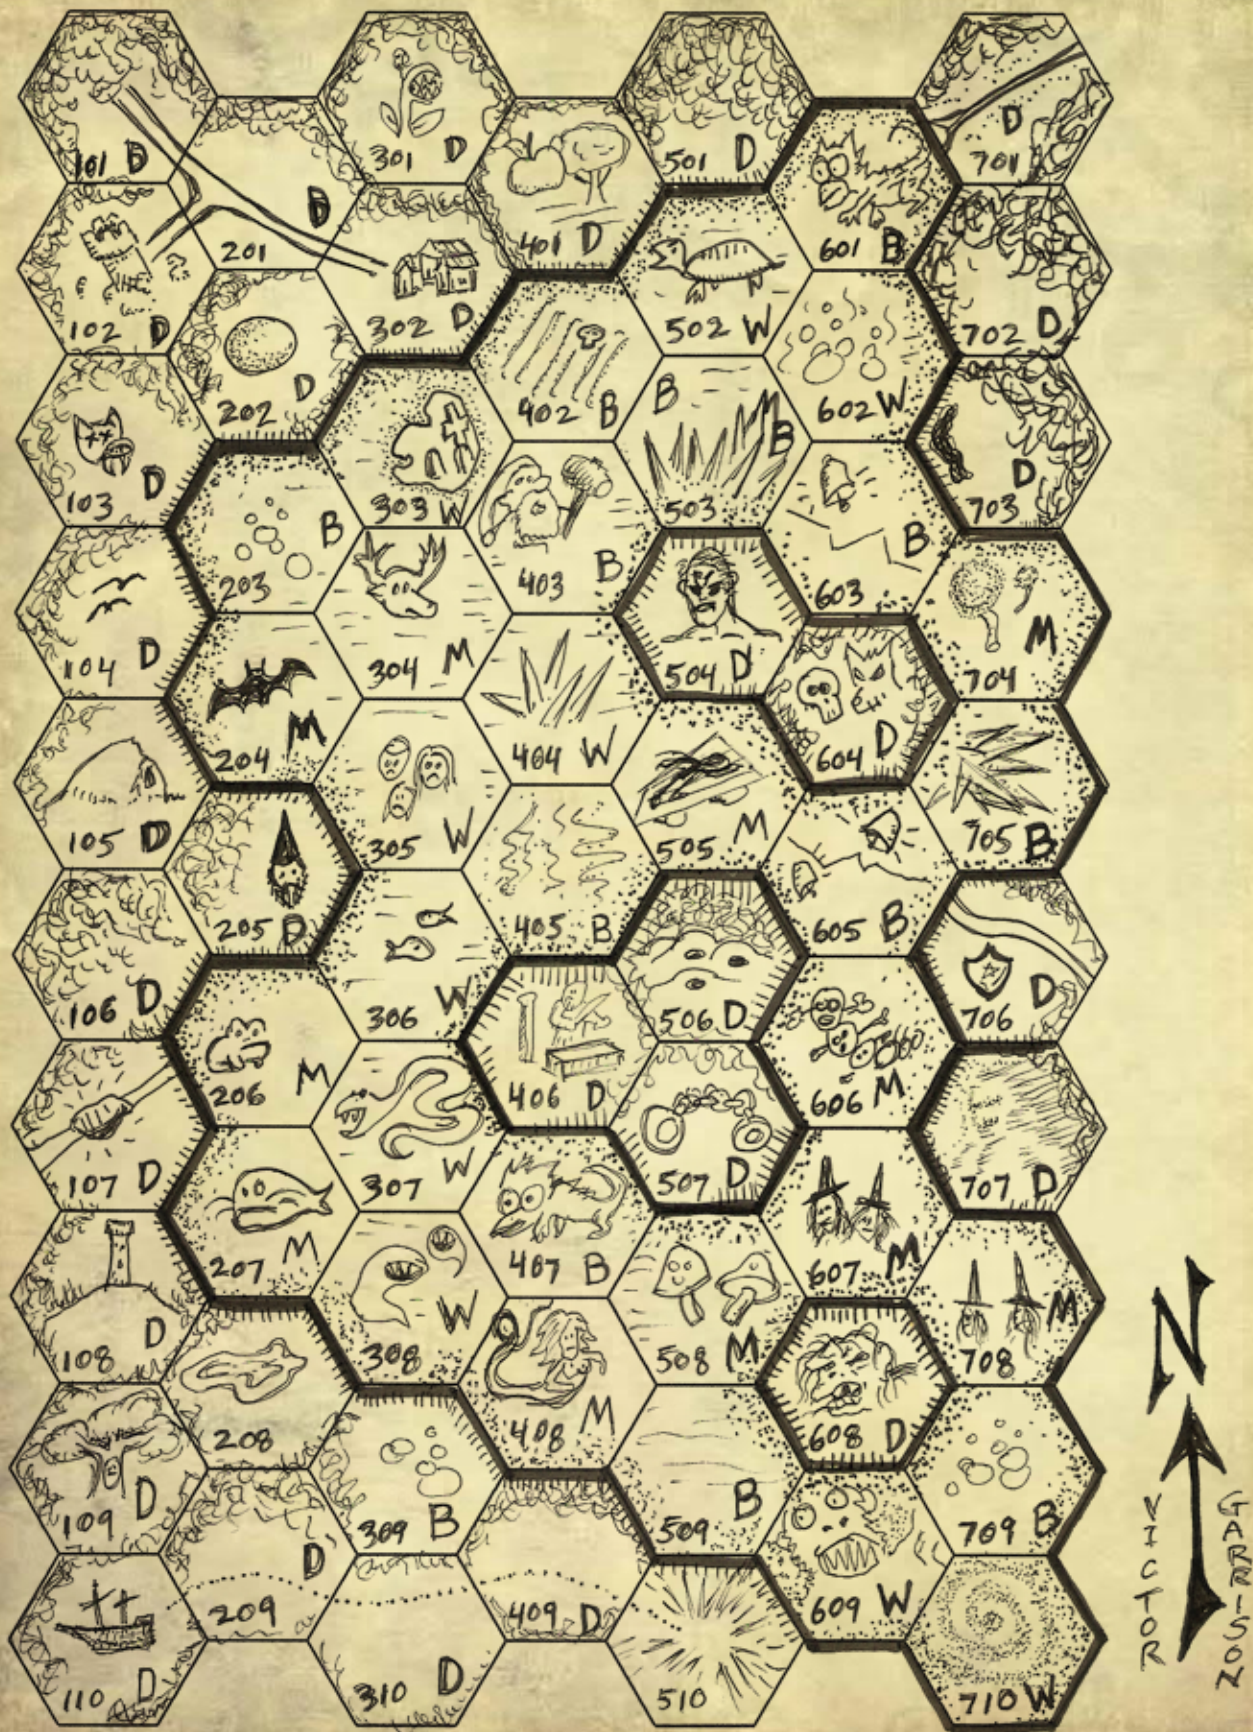 101 D
301 D
501 D
701 D
201 D
401 D
601 B
102 D
302 D
502 W
702 D
202 D
402 B
602 W
103 D
303 W
B B 503
703 D
203 B
403 B
603 B
104 D
304 M
504 D
704 M
204 M
404 W
604 D
105 D
305 W
505 M
705 B
205 D
405 B
605 B
106 D
306 W
506 D
706 D
206 M
406 D
606 M
107 D
307 W
507 D
707 D
207 M
407 B
607 M
108 D
308 W
508 M
708 M
208
408 M
608 D
109 D
309 B
509 B
709 B
209 D
409 D
609 W
110 D
310 D
510
710 W
N
VICTOR
GARRISON